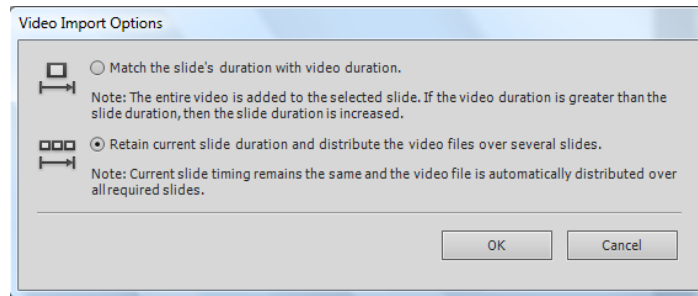 Video Import Options
Match the slide's duration with video duration.
Note: The entire video is added to the selected slide. If the video duration is greater than the
slide duration, then the slide duration is increased.
Retain current slide duration and distribute the video files over several slides.
Note: Current slide timing remains the same and the video file is automatically distributed over
all required slides.
OK Cancel